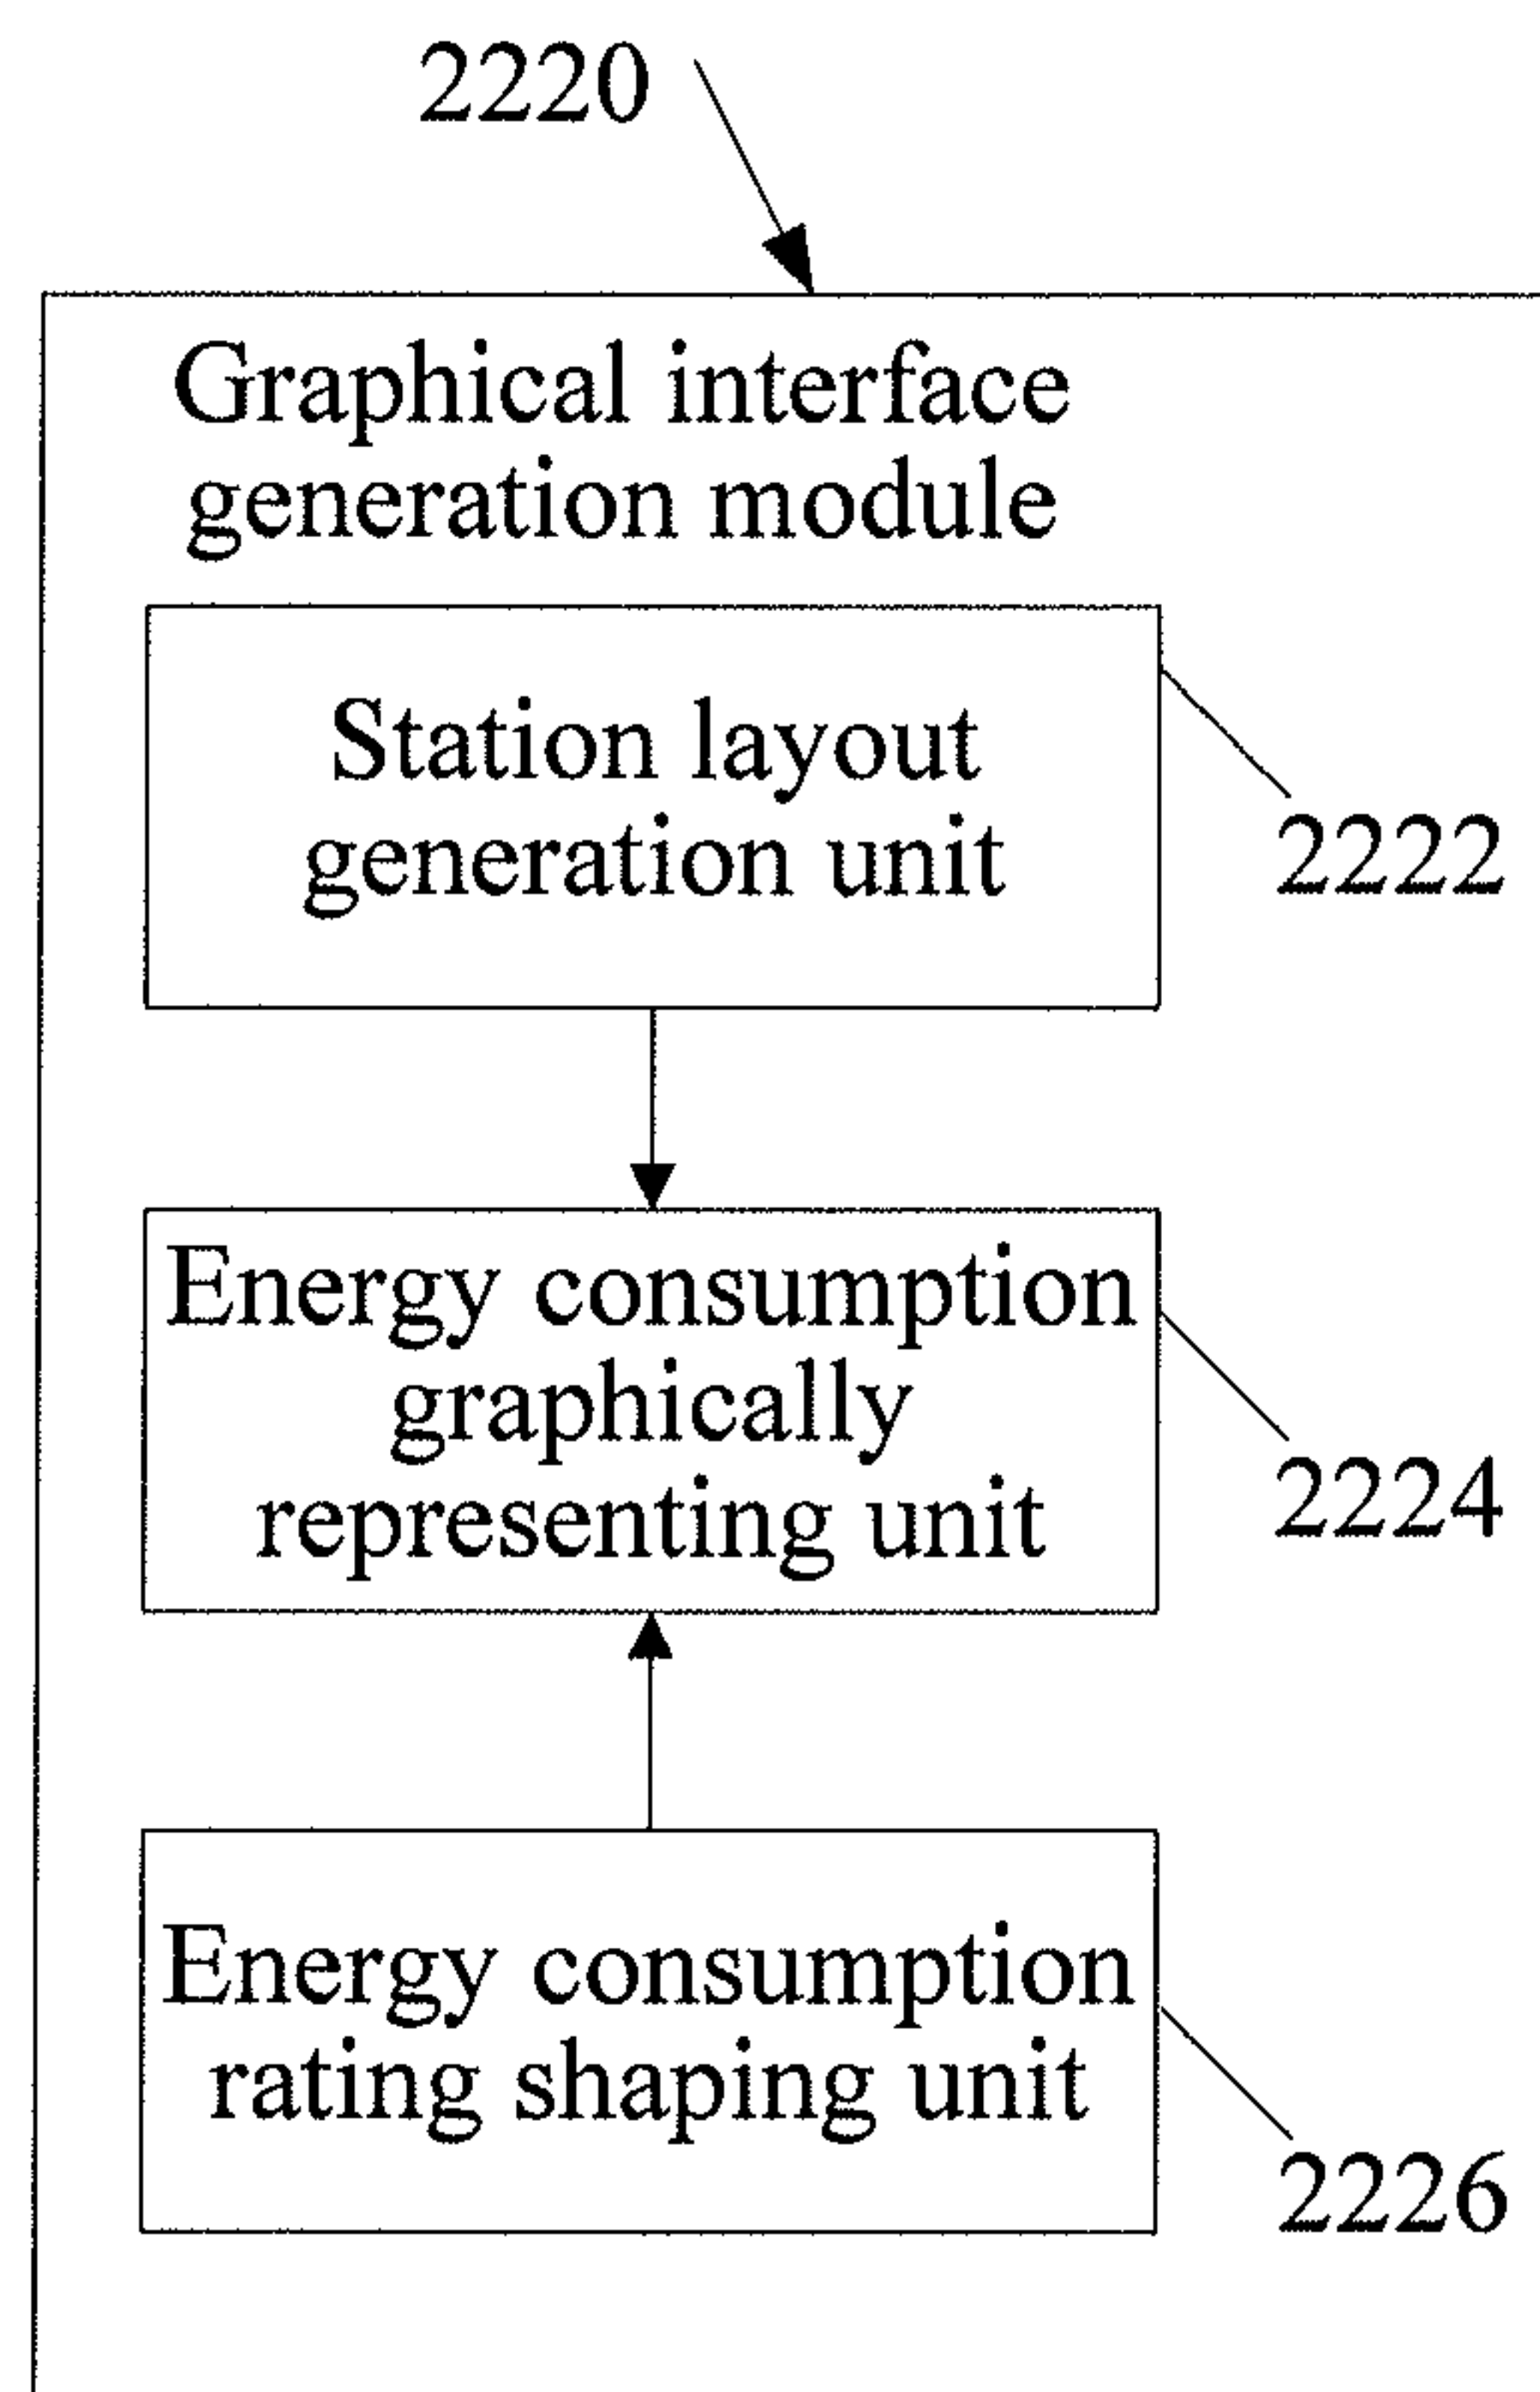 2220
Graphical interface
generation module
Station layout
generation unit
2222
Energy consumption
graphically
representing unit
2224
Energy consumption
rating shaping unit
2226